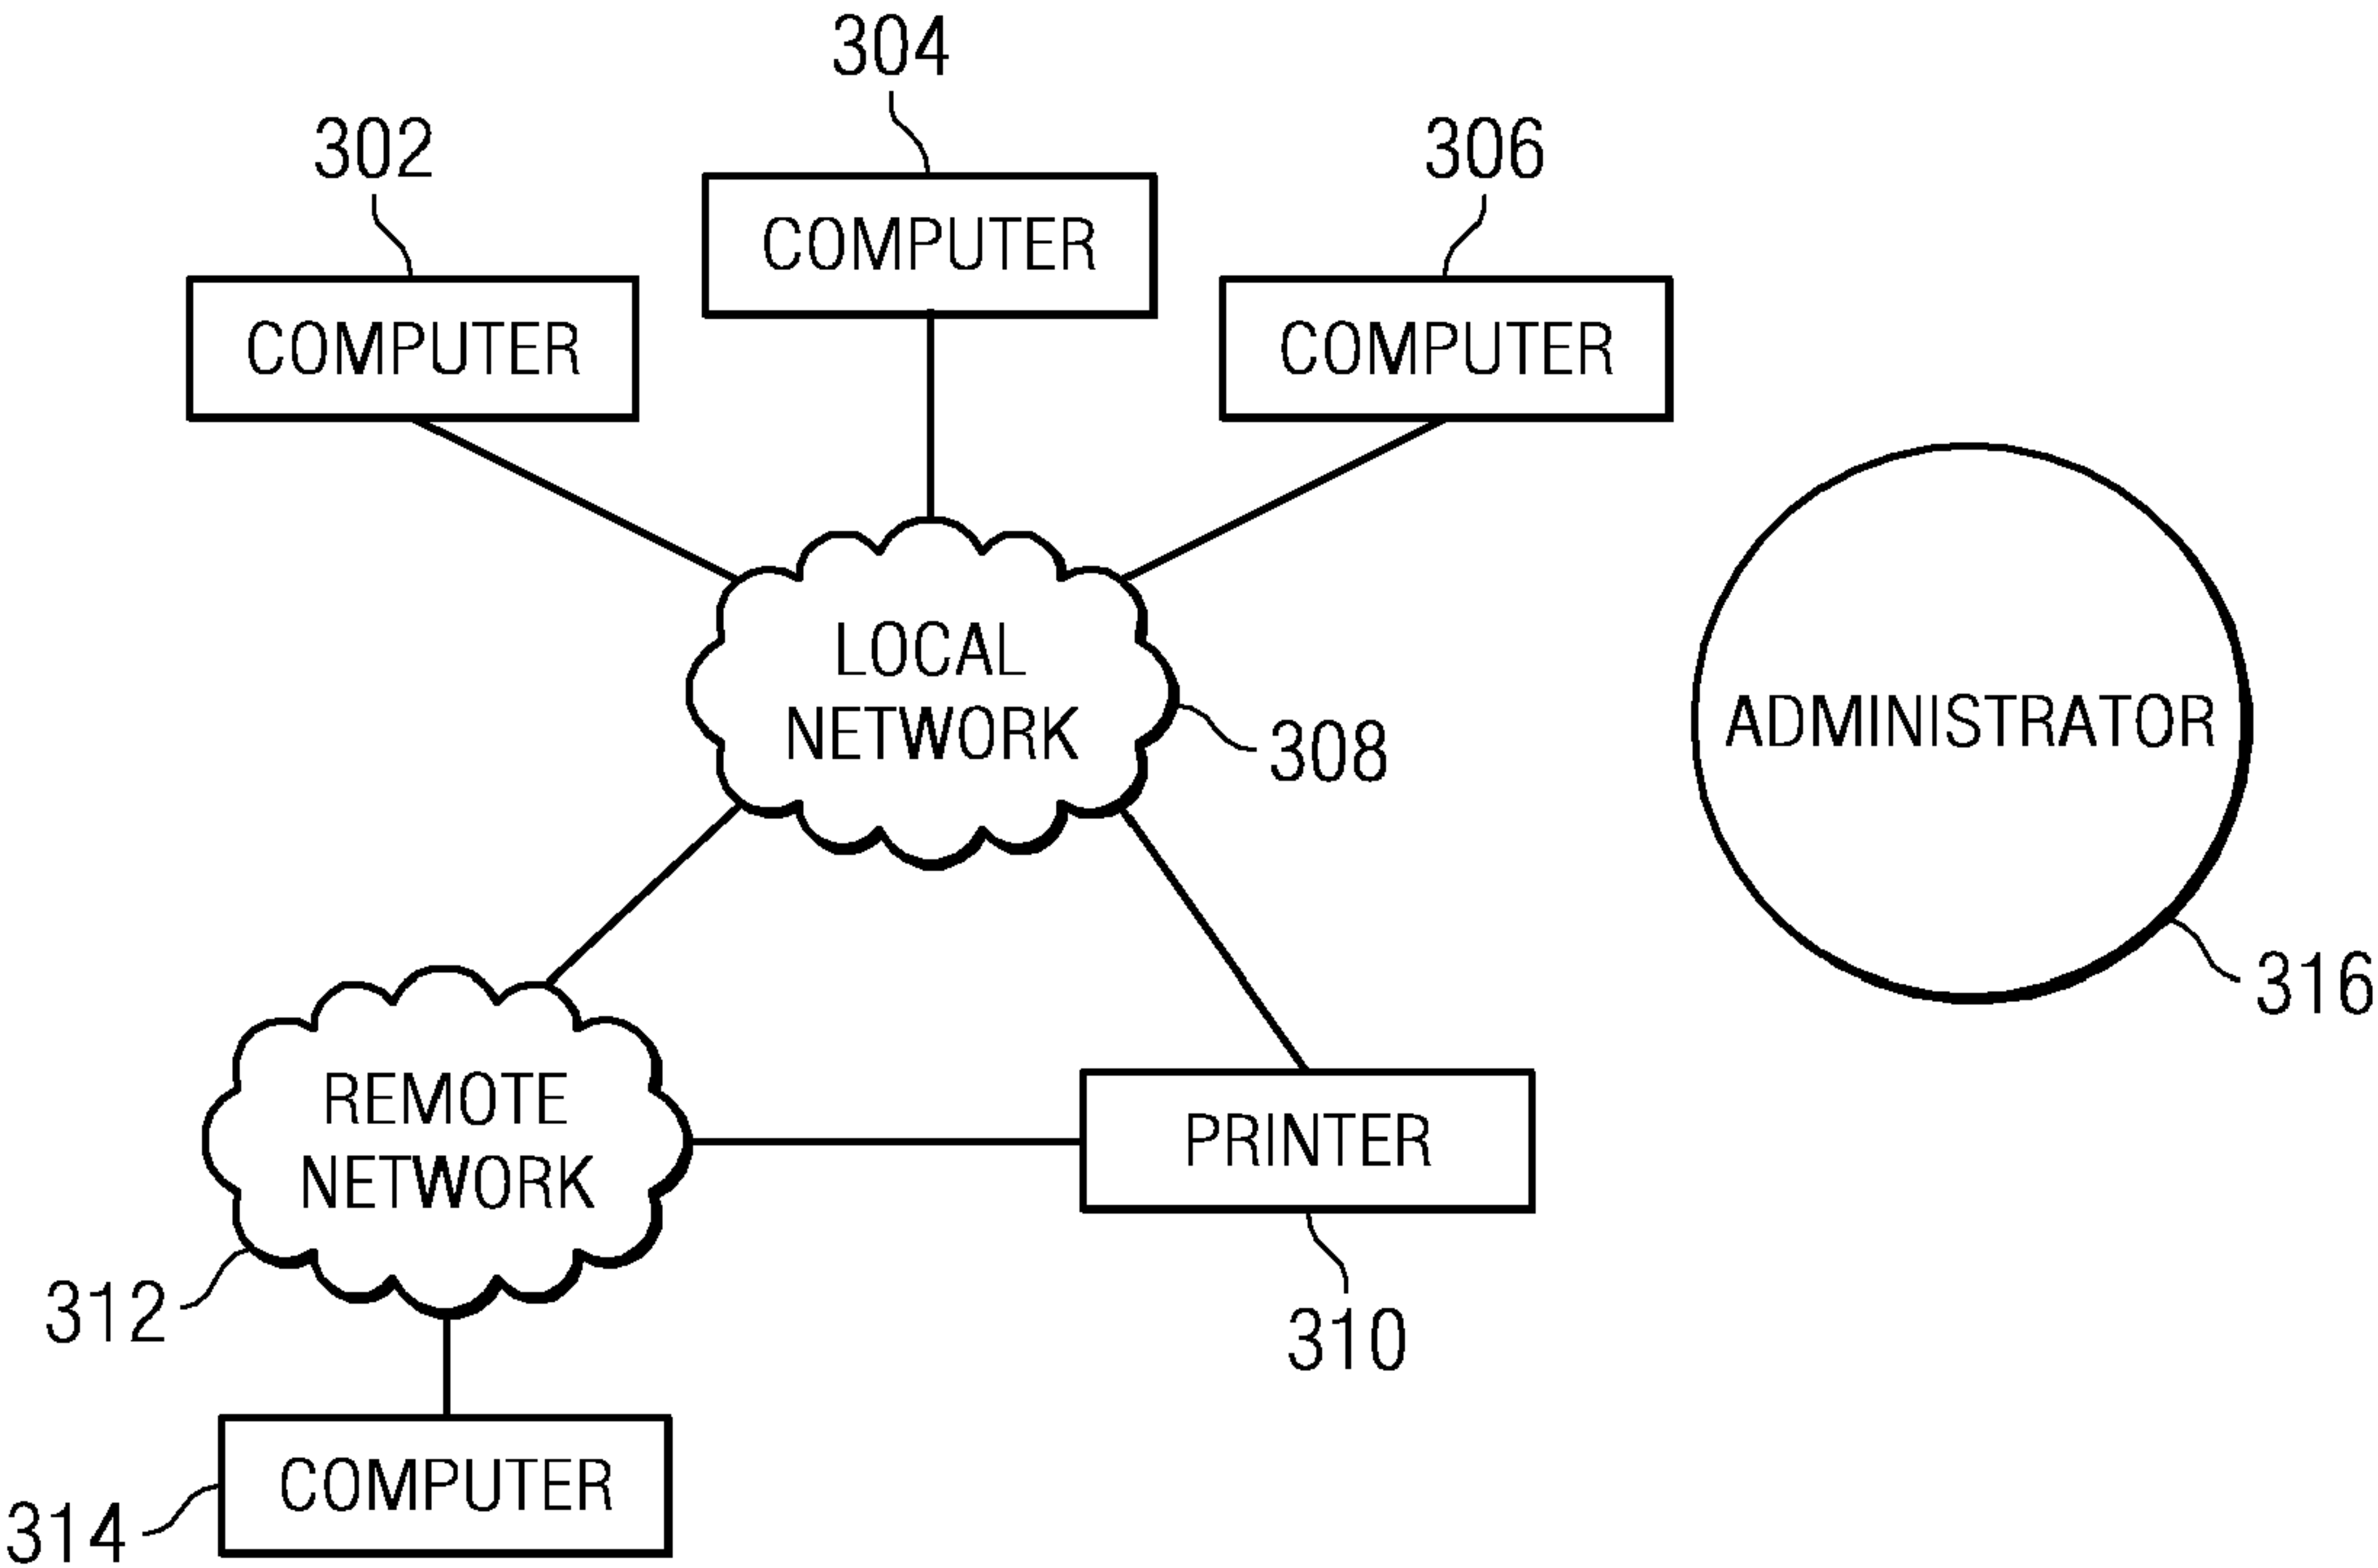 304
302
306
COMPUTER
COMPUTER
COMPUTER
LOCAL
NETWORK
308
ADMINISTRATOR
316
REMOTE
NETWORK
PRINTER
312
310
COMPUTER
314